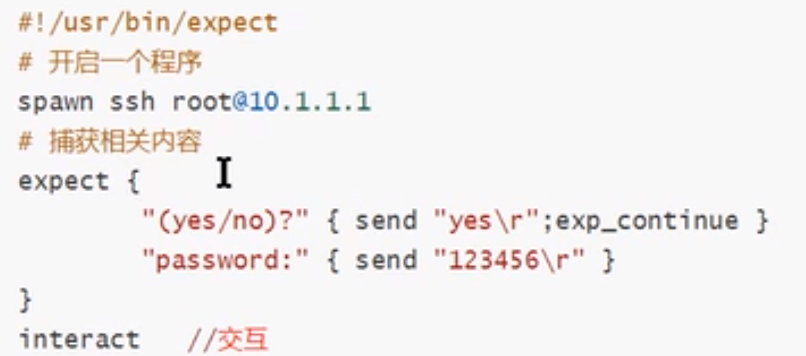 #!/usr/bin/expect
# 开启一个程序
spawn ssh root@10.1.1.1
# 捕获相关内容
expect {
        "(yes/no)?" { send "yes\r";exp_continue }
        "password:" { send "123456\r" }
}
interact   //交互